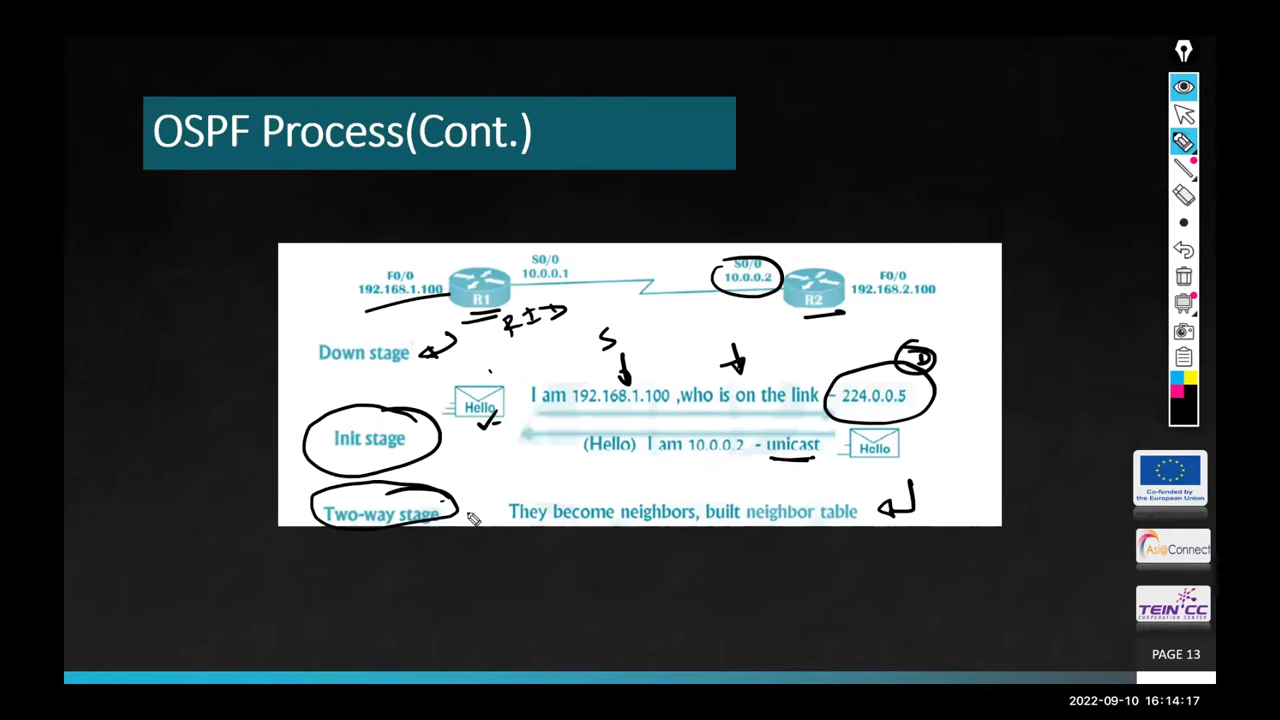 OSPF Process(Cont.)
S0/0
10.0.0.1
S0/0
10.0.0.2
F0/0
192.168.1.100
F0/0
192.168.2.100
R1
R2
RID
Down stage
S
D
I am 192.168.1.100 ,who is on the link - 224.0.0.5
Hello
Init stage
(Hello) I am 10.0.0.2 - unicast
Hello
Two-way stage
They become neighbors, built neighbor table
Co-funded by
the European Union
Asi@Connect
TEIN*CC
COOPERATION CENTER
PAGE 13
2022-09-10 16:14:17